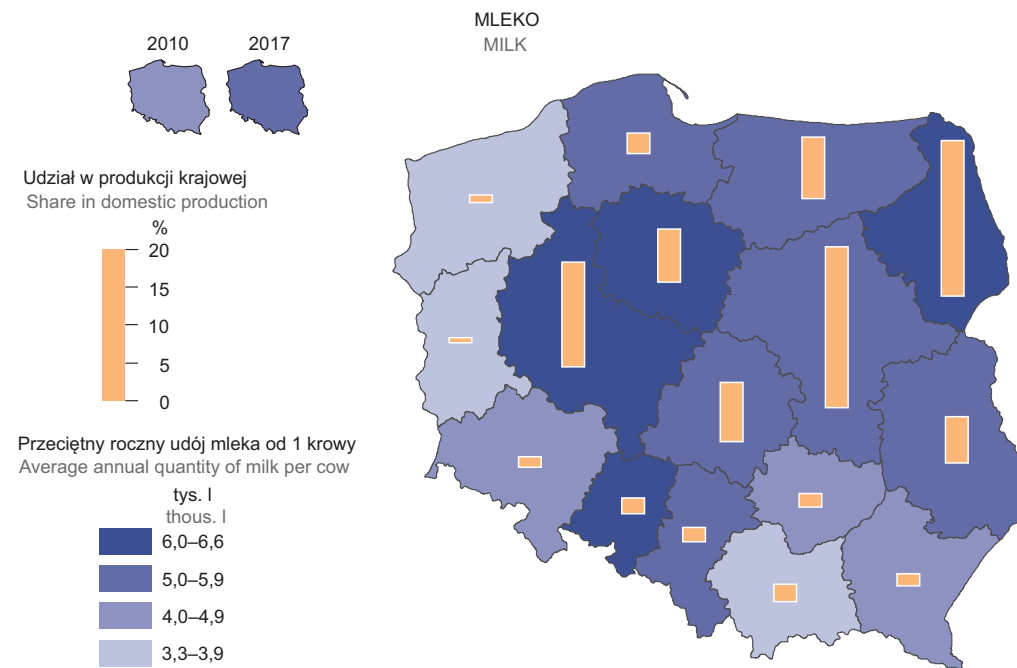 MLEKO
MILK
2010 2017
Udział w produkcji krajowej
Share in domestic production
%
20
15
10
5
0
Przeciętny roczny udój mleka od 1 krowy
Average annual quantity of milk per cow
tys. l
thous. l
6,0–6,6
5,0–5,9
4,0–4,9
3,3–3,9